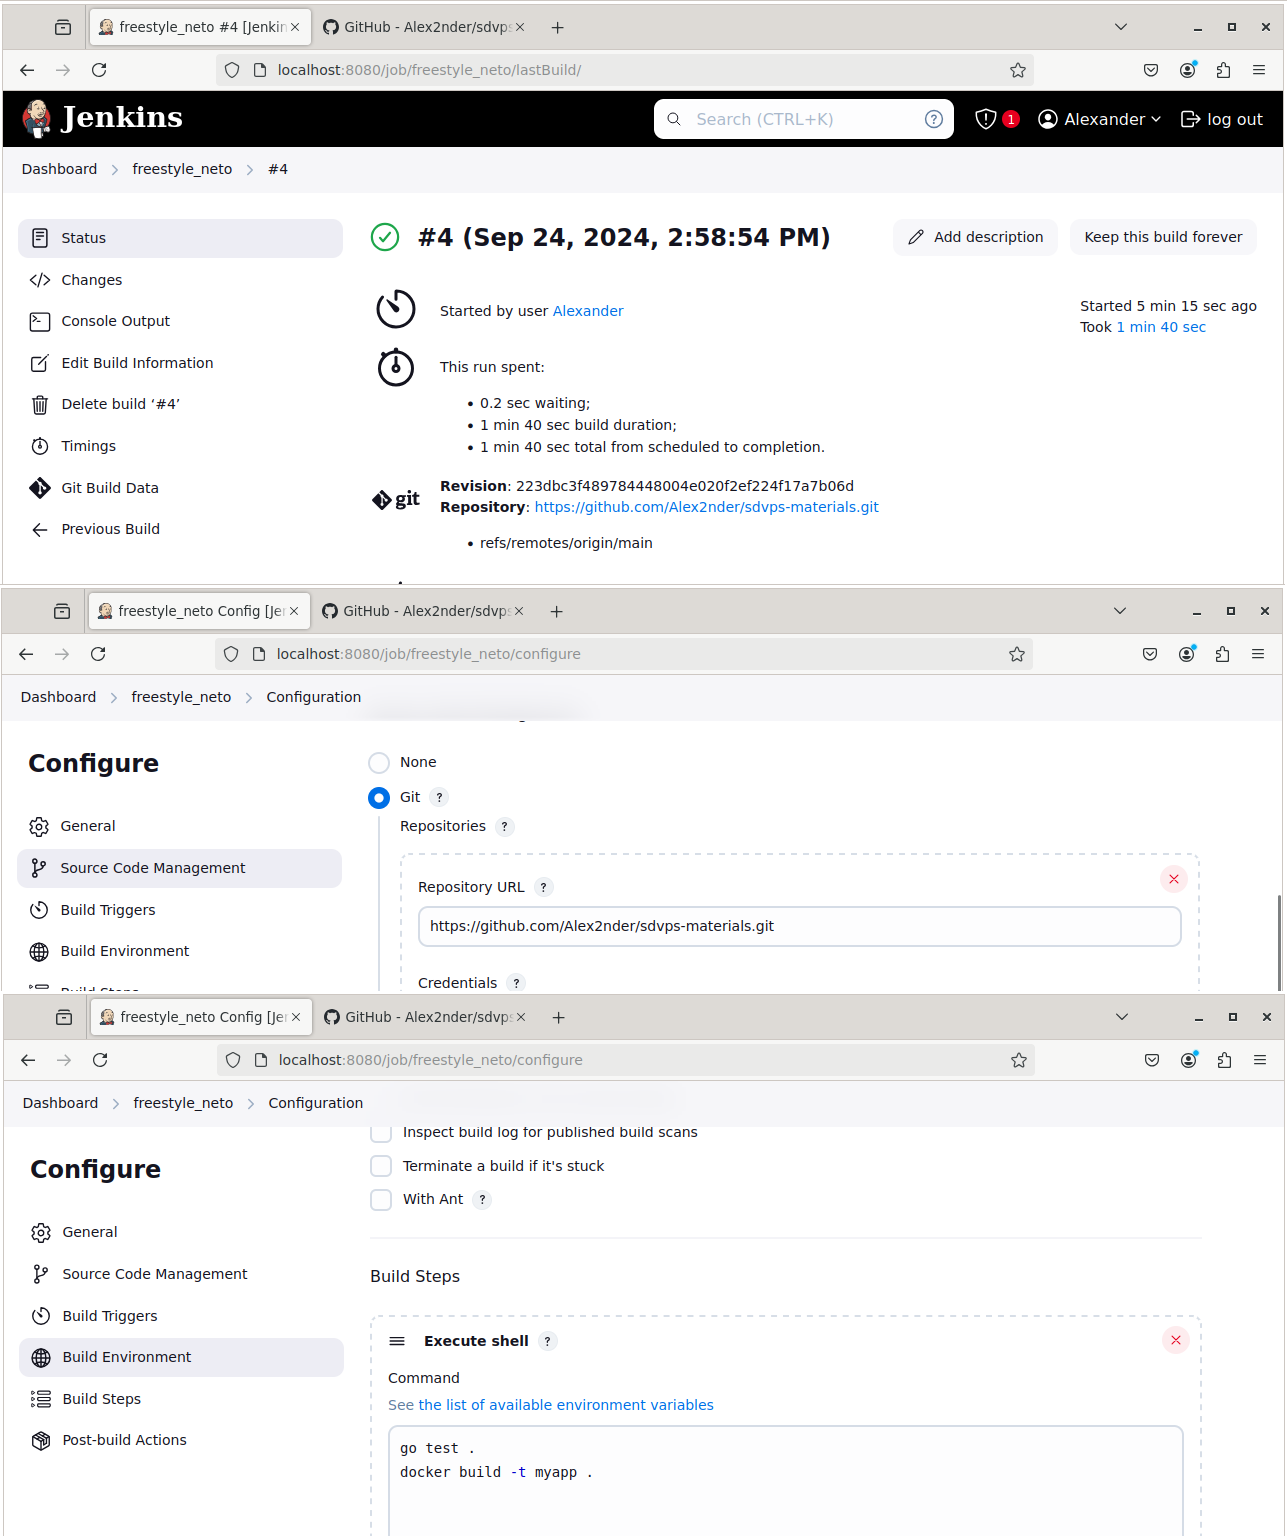 freestyle_neto #4 [Jenkin
GitHub - Alex2nder/sdvps
localhost:8080/job/freestyle_neto/lastBuild/
Jenkins
Search (CTRL+K)
?
1
Alexander
log out
Dashboard
freestyle_neto
#4
Status
Changes
Console Output
Edit Build Information
Delete build ‘#4’
Timings
Git Build Data
Previous Build
#4 (Sep 24, 2024, 2:58:54 PM)
Add description
Keep this build forever
Started by user Alexander
Started 5 min 15 sec ago
Took 1 min 40 sec
This run spent:
• 0.2 sec waiting;
• 1 min 40 sec build duration;
• 1 min 40 sec total from scheduled to completion.
git
Revision: 223dbc3f489784448004e020f2ef224f17a7b06d
Repository: https://github.com/Alex2nder/sdvps-materials.git
• refs/remotes/origin/main
freestyle_neto Config [Je
GitHub - Alex2nder/sdvps
localhost:8080/job/freestyle_neto/configure
Dashboard
freestyle_neto
Configuration
Configure
General
Source Code Management
Build Triggers
Build Environment
Build Steps
None
Git ?
Repositories ?
Repository URL ?
https://github.com/Alex2nder/sdvps-materials.git
Credentials ?
freestyle_neto Config [Je
GitHub - Alex2nder/sdvps
localhost:8080/job/freestyle_neto/configure
Dashboard
freestyle_neto
Configuration
Configure
General
Source Code Management
Build Triggers
Build Environment
Build Steps
Post-build Actions
Inspect build log for published build scans
Terminate a build if it's stuck
With Ant ?
Build Steps
Execute shell ?
Command
See the list of available environment variables
go test .
docker build -t myapp .